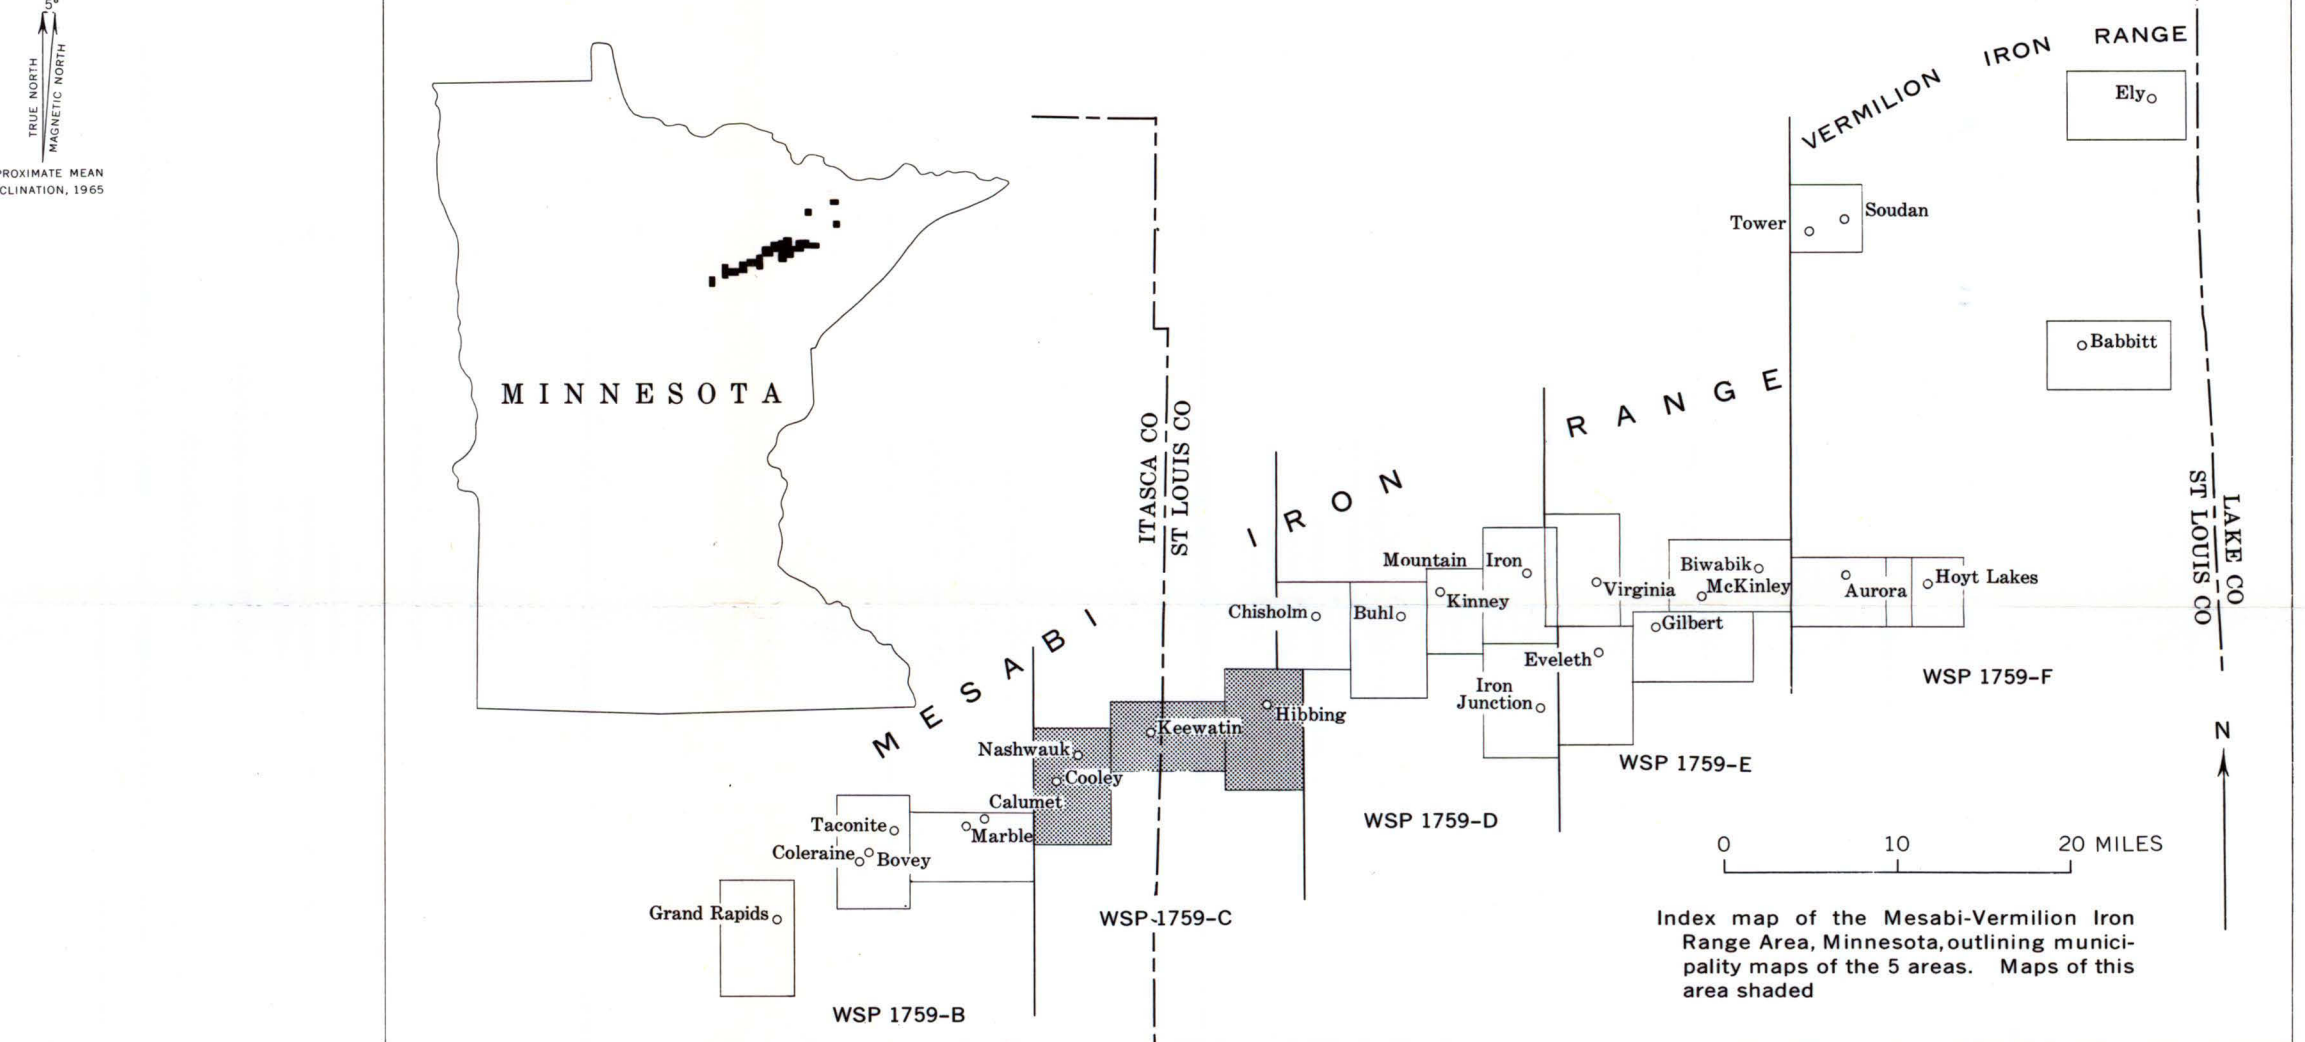 5°
TRUE NORTH
MAGNETIC NORTH
PROXIMATE MEAN
CLINATION, 1965
MINNESOTA
VERMILION IRON RANGE
Ely
Tower
Soudan
Babbitt
MESABI IRON RANGE
ITASCA CO
ST LOUIS CO
ST LOUIS CO
LAKE CO
Mountain Iron
Biwabik
Virginia
McKinley
Aurora
Hoyt Lakes
Chisholm
Buhl
Kinney
Gilbert
Eveleth
Iron
Junction
Hibbing
Keewatin
Nashwauk
Cooley
Calumet
Marble
Taconite
Coleraine
Bovey
Grand Rapids
WSP 1759-B
WSP 1759-C
WSP 1759-D
WSP 1759-E
WSP 1759-F
N
0 10 20 MILES
Index map of the Mesabi-Vermilion Iron
Range Area, Minnesota, outlining munici-
pality maps of the 5 areas. Maps of this
area shaded